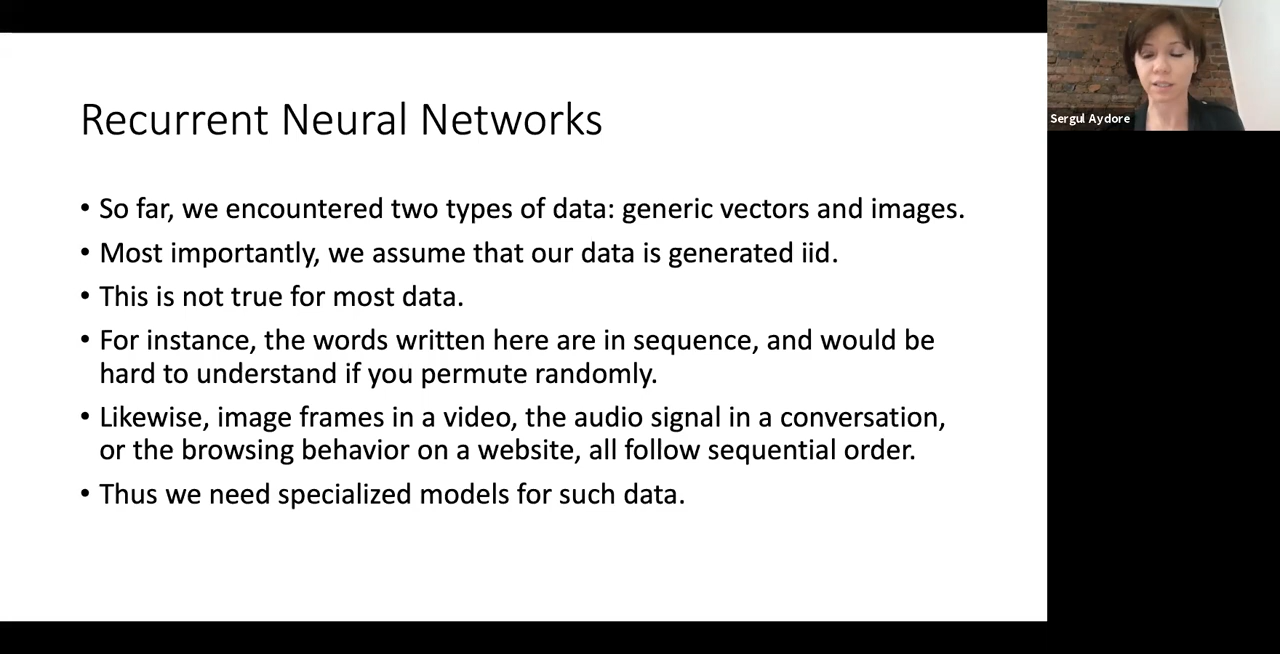 Recurrent Neural Networks
• So far, we encountered two types of data: generic vectors and images.
• Most importantly, we assume that our data is generated iid.
• This is not true for most data.
• For instance, the words written here are in sequence, and would be
hard to understand if you permute randomly.
• Likewise, image frames in a video, the audio signal in a conversation,
or the browsing behavior on a website, all follow sequential order.
• Thus we need specialized models for such data.
Sergul Aydore